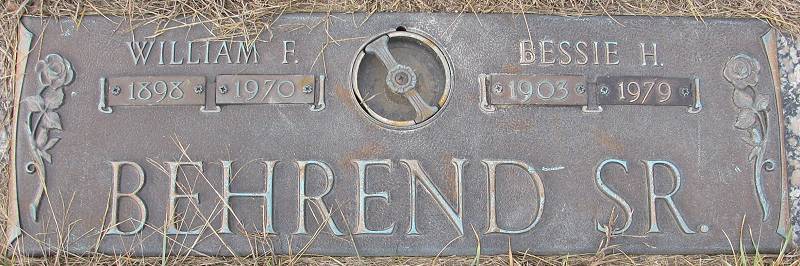 WILLIAM F. BESSIE H.
1898 1970 1903 1979
BEHREND SR.